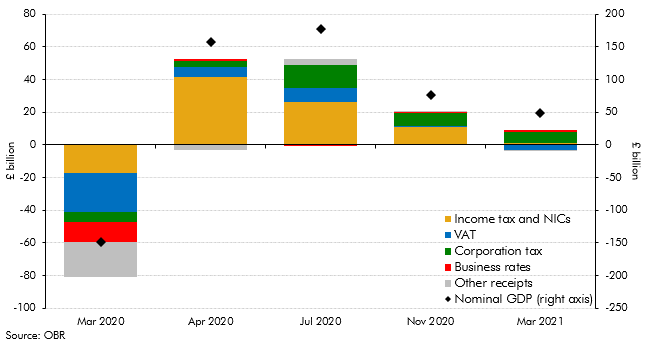 80
60
40
20
0
-20
-40
-60
-80
-100
£ billion
200
150
100
50
0
-50
-100
-150
-200
-250
£ billion
Income tax and NICs
VAT
Corporation tax
Business rates
Other receipts
Nominal GDP (right axis)
Mar 2020 Apr 2020 Jul 2020 Nov 2020 Mar 2021
Source: OBR